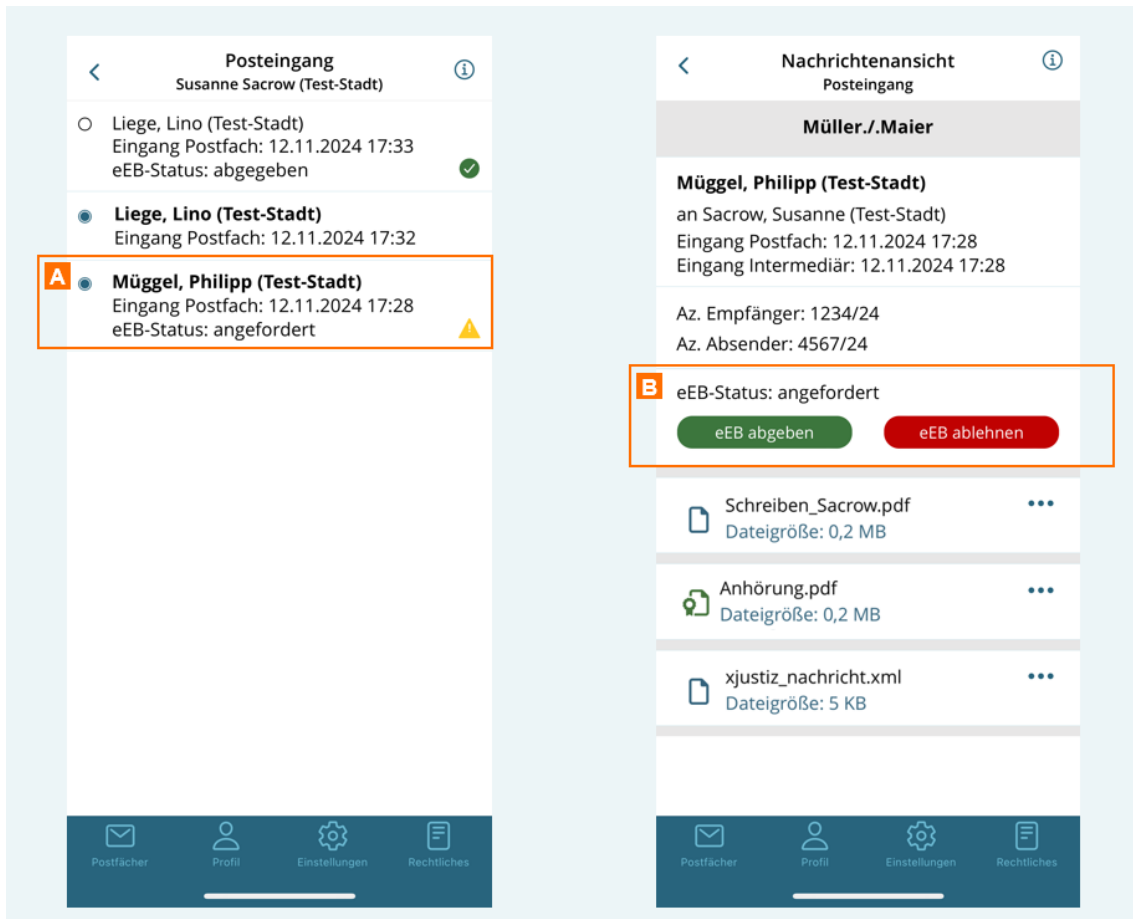 Posteingang
Susanne Sacrow (Test-Stadt)
Liege, Lino (Test-Stadt)
Eingang Postfach: 12.11.2024 17:33
eEB-Status: abgegeben
Liege, Lino (Test-Stadt)
Eingang Postfach: 12.11.2024 17:32
A
Müggel, Philipp (Test-Stadt)
Eingang Postfach: 12.11.2024 17:28
eEB-Status: angefordert
Postfächer
Profil
Einstellungen
Rechtliches
Nachrichtenansicht
Posteingang
Müller./.Maier
Müggel, Philipp (Test-Stadt)
an Sacrow, Susanne (Test-Stadt)
Eingang Postfach: 12.11.2024 17:28
Eingang Intermediär: 12.11.2024 17:28
Az. Empfänger: 1234/24
Az. Absender: 4567/24
B
eEB-Status: angefordert
eEB abgeben
eEB ablehnen
Schreiben_Sacrow.pdf
Dateigröße: 0,2 MB
Anhörung.pdf
Dateigröße: 0,2 MB
xjustiz_nachricht.xml
Dateigröße: 5 KB
Postfächer
Profil
Einstellungen
Rechtliches